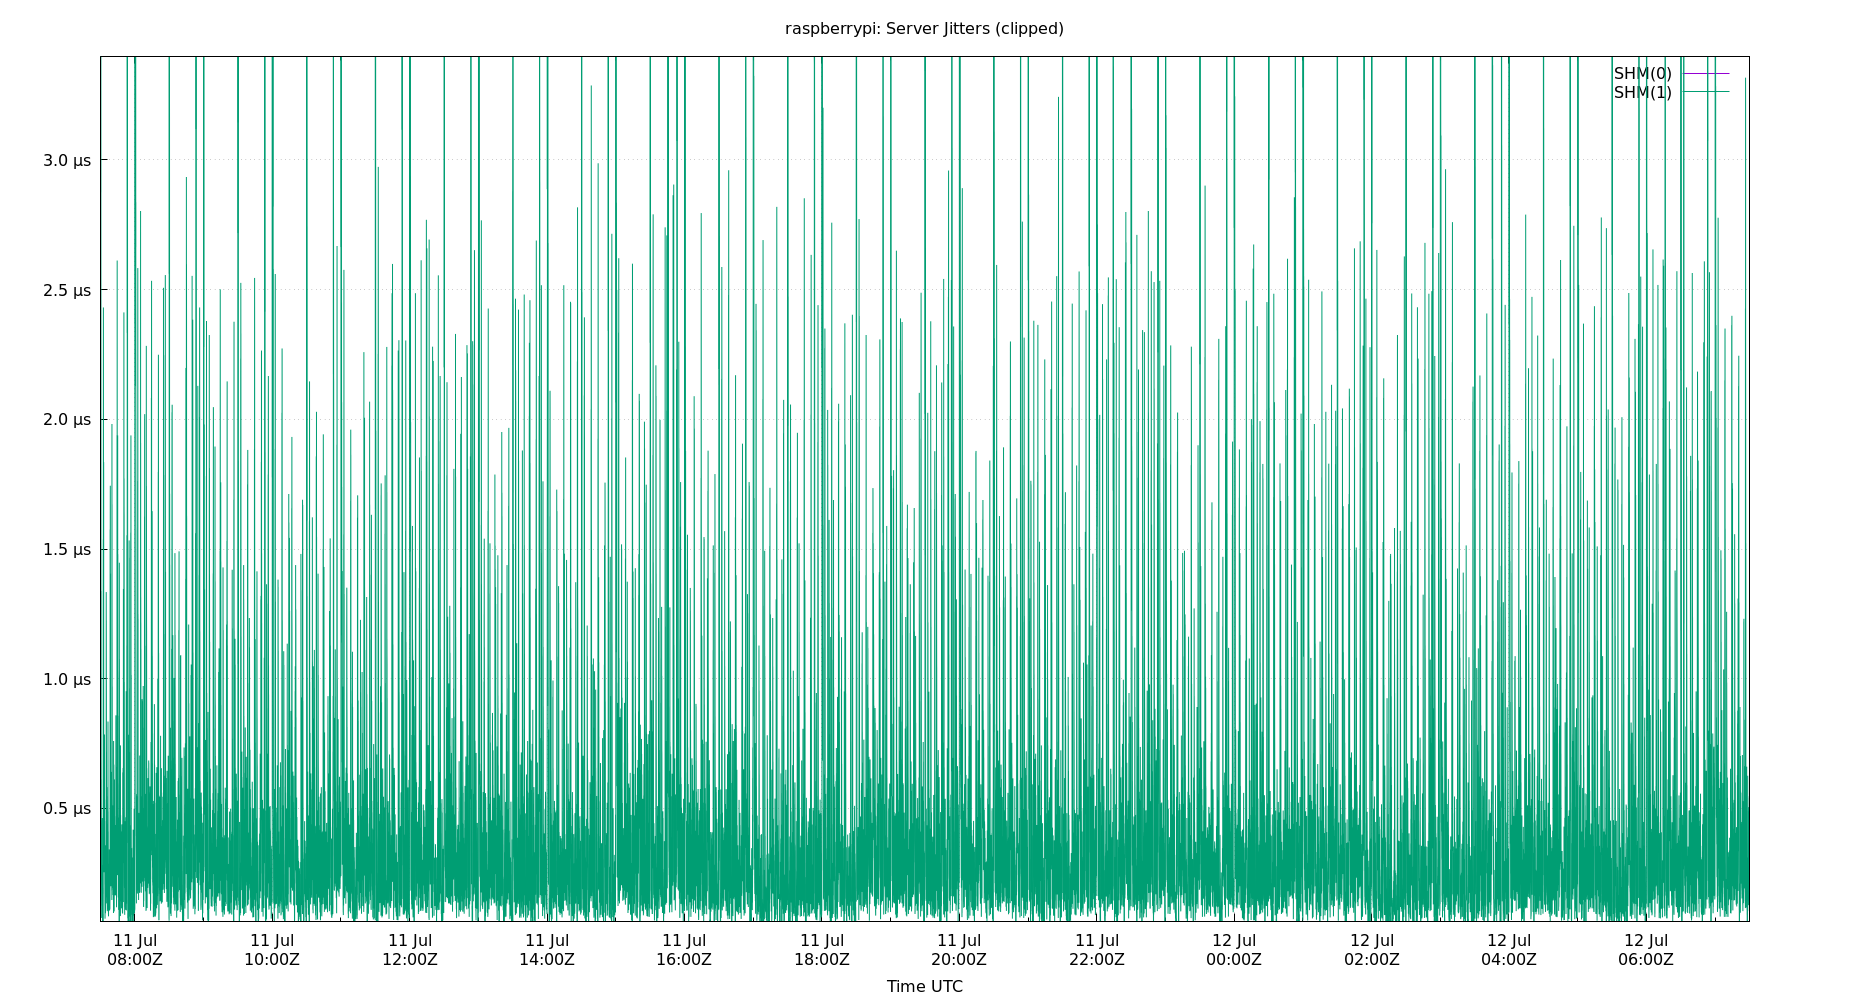 raspberrypi: Server Jitters (clipped)
SHM(0)
SHM(1)
3.0 µs
2.5 µs
2.0 µs
1.5 µs
1.0 µs
0.5 µs
11 Jul 11 Jul 11 Jul 11 Jul 11 Jul 11 Jul 11 Jul 11 Jul 12 Jul 12 Jul 12 Jul 12 Jul
08:00Z 10:00Z 12:00Z 14:00Z 16:00Z 18:00Z 20:00Z 22:00Z 00:00Z 02:00Z 04:00Z 06:00Z
Time UTC